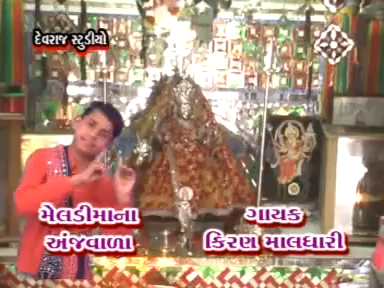 દેવરાજ સ્ટુડીયો
મેલડીમાના
અંજવાળા
ગાયક
કિરણ માલધારી